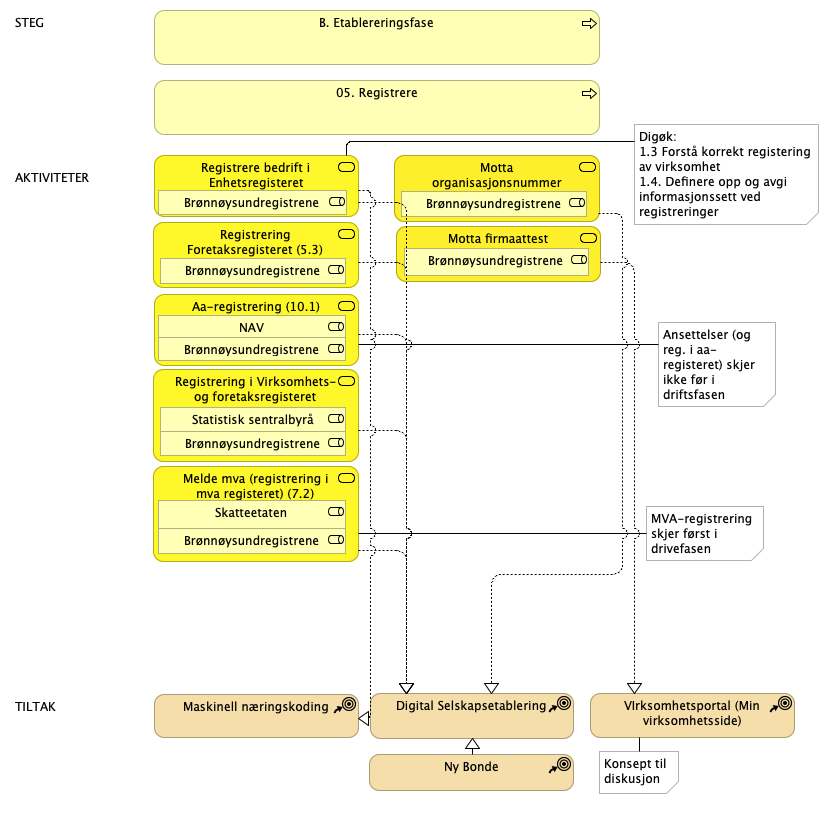 STEG
B. Etablereringsfase
05. Registrere
AKTIVITETER
Registrere bedrift i
Enhetsregisteret
Brønnøysundregistrene
Motta
organisasjonsnummer
Brønnøysundregistrene
Digøk:
1.3 Forstå korrekt registering
av virksomhet
1.4. Definere opp og avgi
informasjonssett ved
registreringer
Registrering
Foretaksregisteret (5.3)
Brønnøysundregistrene
Motta firmaattest
Brønnøysundregistrene
Aa-registrering (10.1)
NAV
Brønnøysundregistrene
Ansettelser (og
reg. i aa-
registeret) skjer
ikke før i
driftsfasen
Registrering i Virksomhets-
og foretaksregisteret
Statistisk sentralbyrå
Brønnøysundregistrene
Melde mva (registrering i
mva registeret) (7.2)
Skatteetaten
Brønnøysundregistrene
MVA-registrering
skjer først i
drivefasen
TILTAK
Maskinell næringskoding
Digital Selskapsetablering
VIrksomhetsportal (Min
virksomhetsside)
Ny Bonde
Konsept til
diskusjon